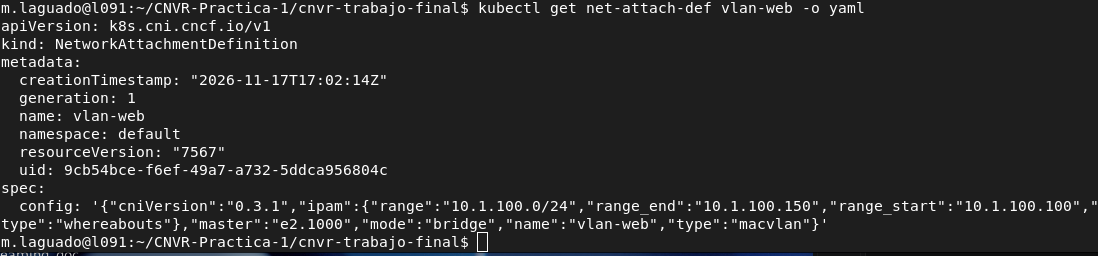 m.laguado@l091:~/CNVR-Practica-1/cnvr-trabajo-final$ kubectl get net-attach-def vlan-web -o yaml
apiVersion: k8s.cni.cncf.io/v1
kind: NetworkAttachmentDefinition
metadata:
  creationTimestamp: "2026-11-17T17:02:14Z"
  generation: 1
  name: vlan-web
  namespace: default
  resourceVersion: "7567"
  uid: 9cb54bce-f6ef-49a7-a732-5ddca956804c
spec:
  config: '{"cniVersion":"0.3.1","ipam":{"range":"10.1.100.0/24","range_end":"10.1.100.150","range_start":"10.1.100.100","
type":"whereabouts"},"master":"e2.1000","mode":"bridge","name":"vlan-web","type":"macvlan"}'
m.laguado@l091:~/CNVR-Practica-1/cnvr-trabajo-final$